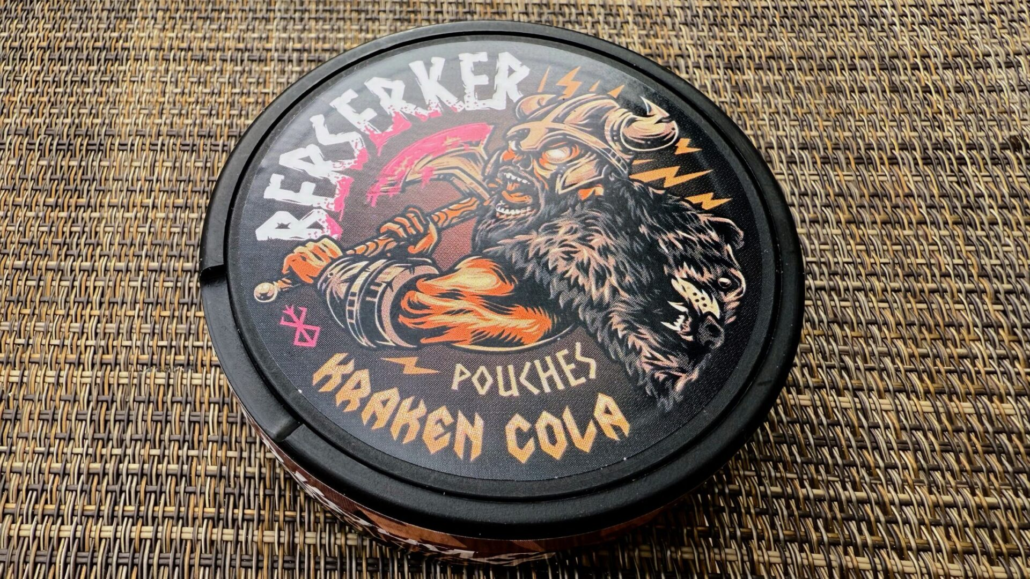 BERSERKER
POUCHES
KRAKEN COLA